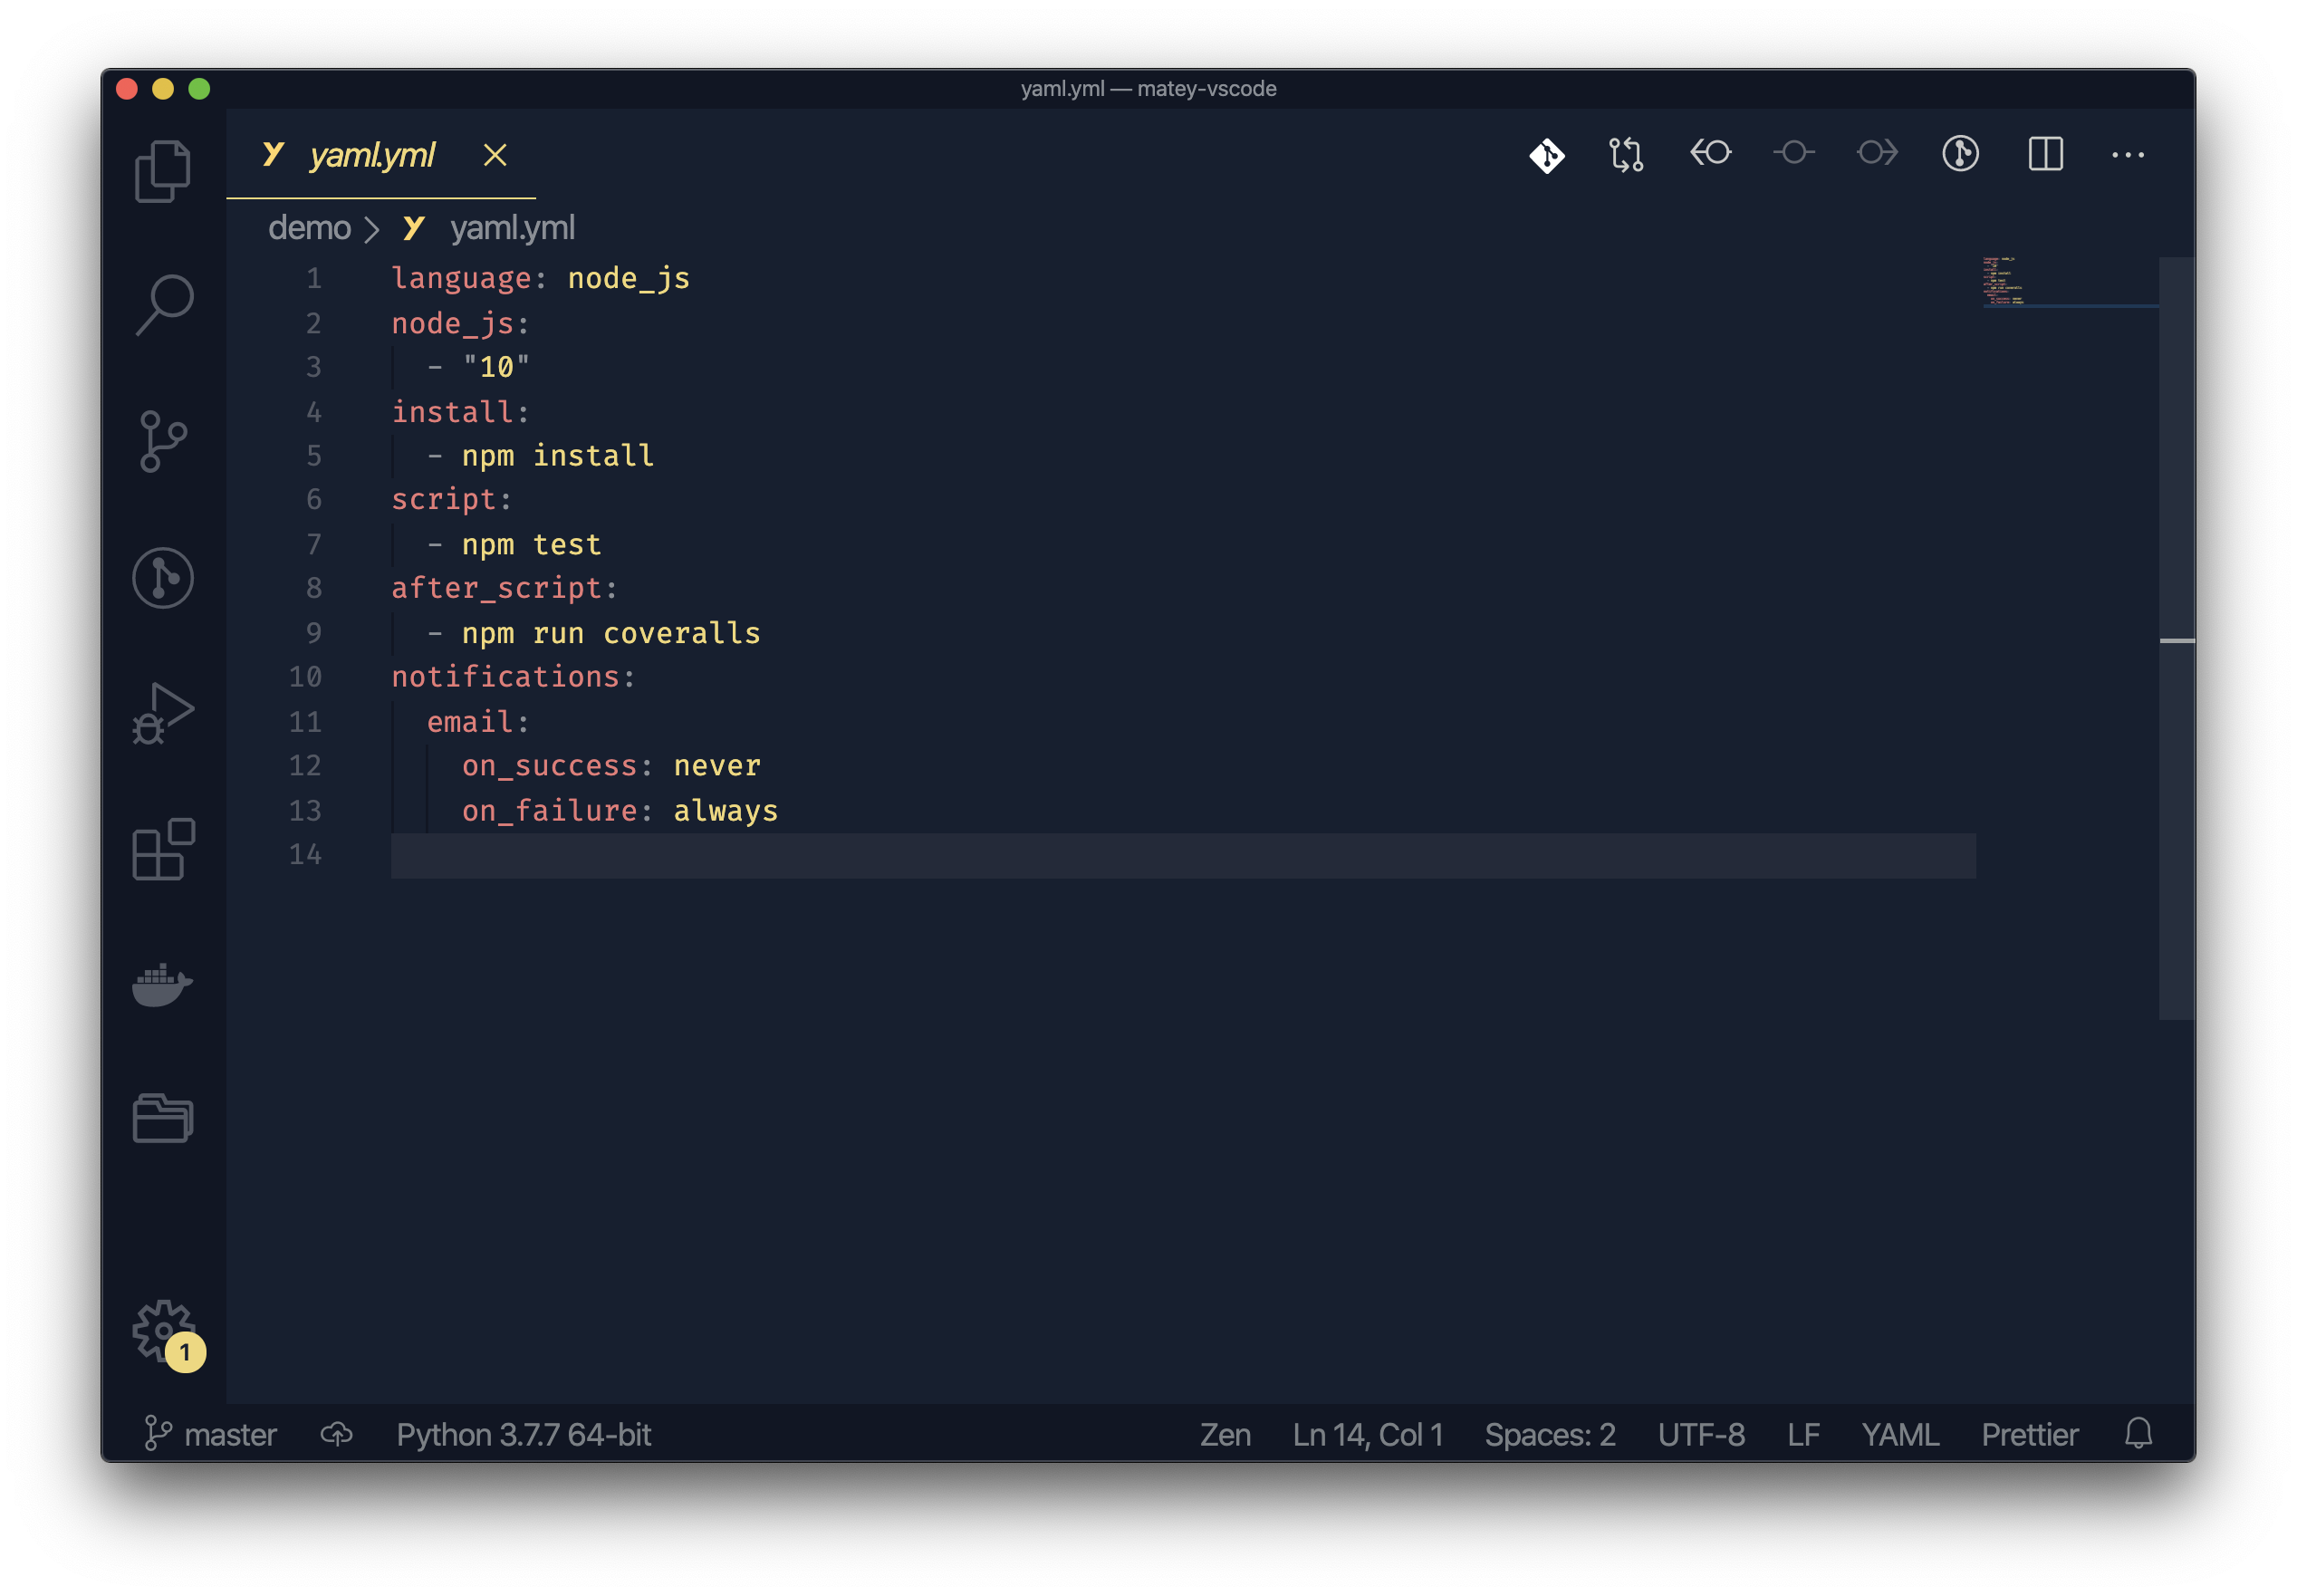 yaml.yml — matey-vscode
yaml.yml
demo > yaml.yml
1 language: node_js
2 node_js:
3   - "10"
4 install:
5   - npm install
6 script:
7   - npm test
8 after_script:
9   - npm run coveralls
10 notifications:
11   email:
12     on_success: never
13     on_failure: always
14
1
master Python 3.7.7 64-bit Zen Ln 14, Col 1 Spaces: 2 UTF-8 LF YAML Prettier